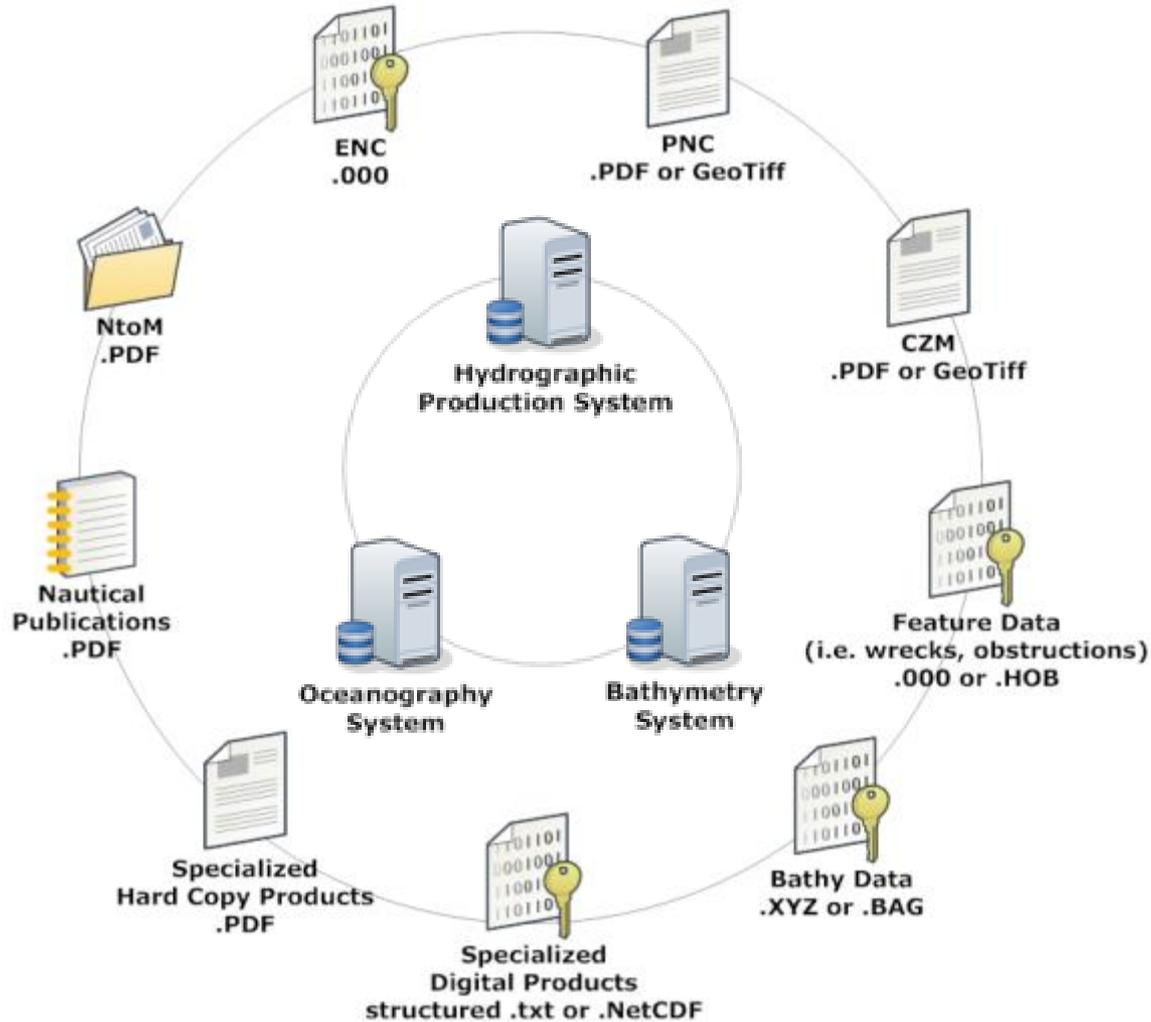 ENC
.000
PNC
.PDF or GeoTiff
NtoM
.PDF
CZM
.PDF or GeoTiff
Hydrographic
Production System
Nautical
Publications
.PDF
Feature Data
(i.e. wrecks, obstructions)
.000 or .HOB
Oceanography
System
Bathymetry
System
Specialized
Hard Copy Products
.PDF
Bathy Data
.XYZ or .BAG
Specialized
Digital Products
structured .txt or .NetCDF